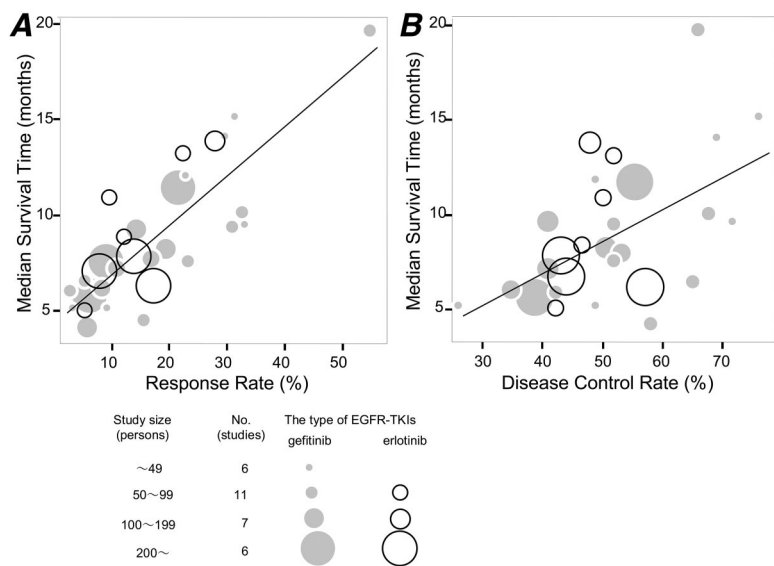 A
B
20
15
10
5
Median Survival Time (months)
10 20 30 40 50
Response Rate (%)
20
15
10
5
Median Survival Time (months)
30 40 50 60 70
Disease Control Rate (%)
Study size (persons)
No. (studies)
The type of EGFR-TKIs
gefitinib erlotinib
～49 6
50～99 11
100～199 7
200～ 6